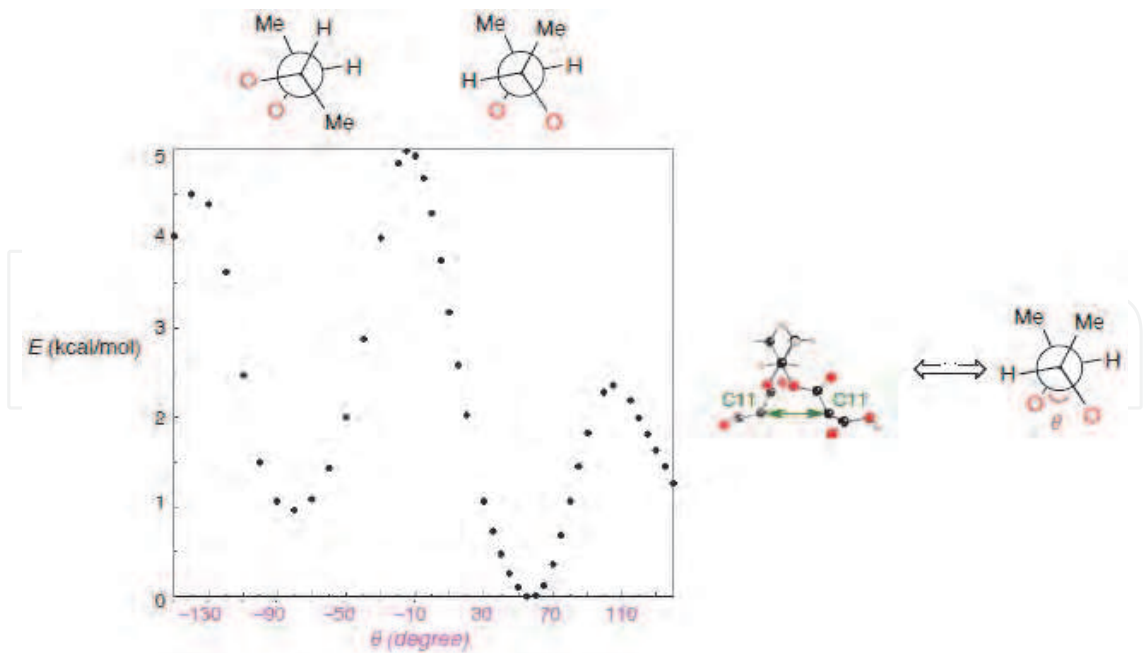 Me H
H
O
O
Me
Me Me
H H
O O
5
4
3
2
1
0
E (kcal/mol)
−130 −90 −50 −10 30 70 110
θ (degree)
C11 C11
Me Me
H H
O O
θ